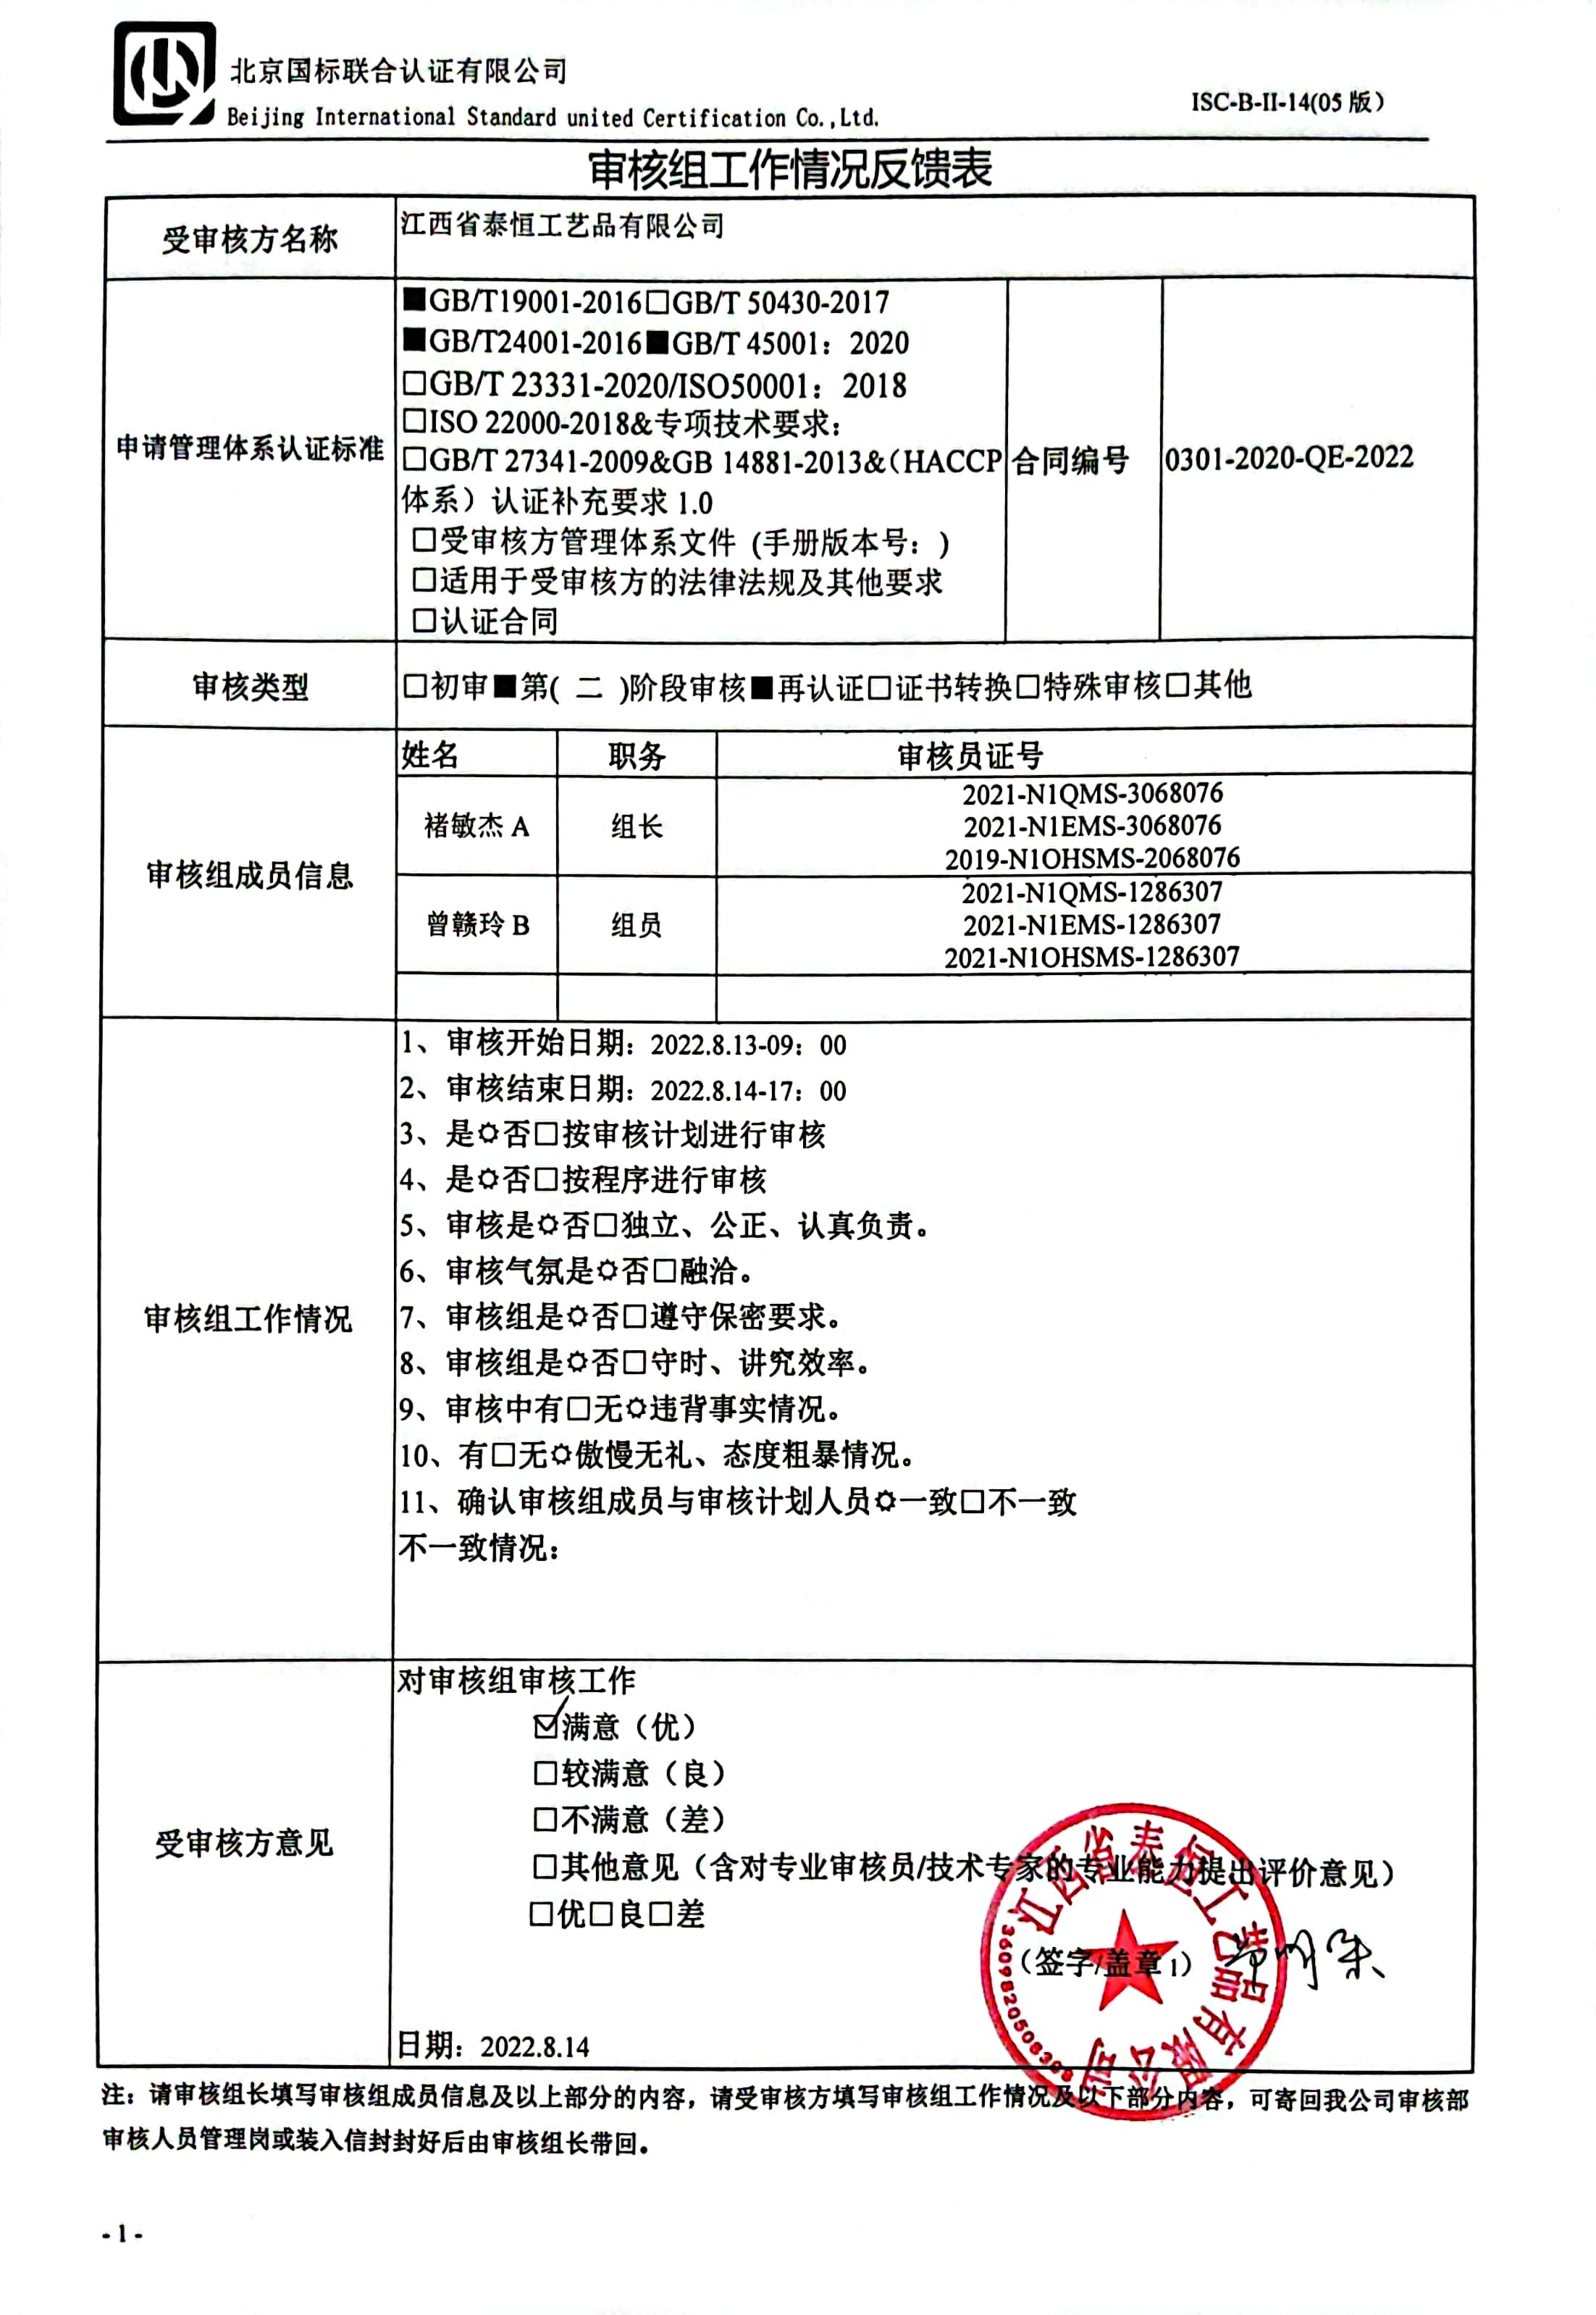 北京国标联合认证有限公司
Beijing International Standard united Certification Co.,Ltd.
ISC-B-II-14(05 版)
审核组工作情况反馈表
受审核方名称
江西省泰恒工艺品有限公司
申请管理体系认证标准
■GB/T19001-2016□GB/T 50430-2017
■GB/T24001-2016■GB/T 45001：2020
□GB/T 23331-2020/ISO50001：2018
□ISO 22000-2018&专项技术要求：
□GB/T 27341-2009&GB 14881-2013&（HACCP
体系）认证补充要求 1.0
□受审核方管理体系文件 (手册版本号：)
□适用于受审核方的法律法规及其他要求
□认证合同
合同编号
0301-2020-QE-2022
审核类型
□初审■第( 二 )阶段审核■再认证□证书转换□特殊审核□其他
审核组成员信息
姓名 职务 审核员证号
褚敏杰 A 组长
2021-N1QMS-3068076
2021-N1EMS-3068076
2019-N1OHSMS-2068076
曾赣玲 B 组员
2021-N1QMS-1286307
2021-N1EMS-1286307
2021-N1OHSMS-1286307
审核组工作情况
1、审核开始日期：2022.8.13-09：00
2、审核结束日期：2022.8.14-17：00
3、是✡否□按审核计划进行审核
4、是✡否□按程序进行审核
5、审核是✡否□独立、公正、认真负责。
6、审核气氛是✡否□融洽。
7、审核组是✡否□遵守保密要求。
8、审核组是✡否□守时、讲究效率。
9、审核中有□无✡违背事实情况。
10、有□无✡傲慢无礼、态度粗暴情况。
11、确认审核组成员与审核计划人员✡一致□不一致
不一致情况：
受审核方意见
对审核组审核工作
☑满意（优）
□较满意（良）
□不满意（差）
□其他意见（含对专业审核员/技术专家的专业能力提出评价意见）
□优□良□差
（签字/盖章1）
江西省泰恒工艺品有限公司
日期：2022.8.14
注：请审核组长填写审核组成员信息及以上部分的内容，请受审核方填写审核组工作情况及以下部分内容，可寄回我公司审核部
审核人员管理岗或装入信封封好后由审核组长带回。
- 1 -